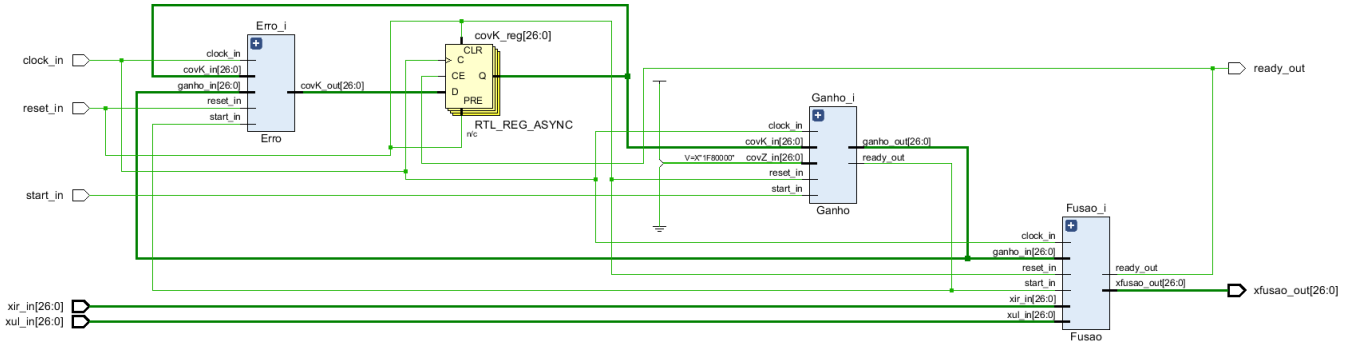 clock_in
reset_in
start_in
xir_in[26:0]
xul_in[26:0]
Erro_i
clock_in
covK_in[26:0]
ganho_in[26:0]
reset_in
start_in
covK_out[26:0]
Erro
covK_reg[26:0]
CLR
C
CE
Q
D
PRE
RTL_REG_ASYNC
n/c
Ganho_i
clock_in
covK_in[26:0]
V=X"1F80000" covZ_in[26:0]
reset_in
start_in
ganho_out[26:0]
ready_out
Ganho
Fusao_i
clock_in
ganho_in[26:0]
reset_in
start_in
xir_in[26:0]
xul_in[26:0]
ready_out
xfusao_out[26:0]
Fusao
ready_out
xfusao_out[26:0]